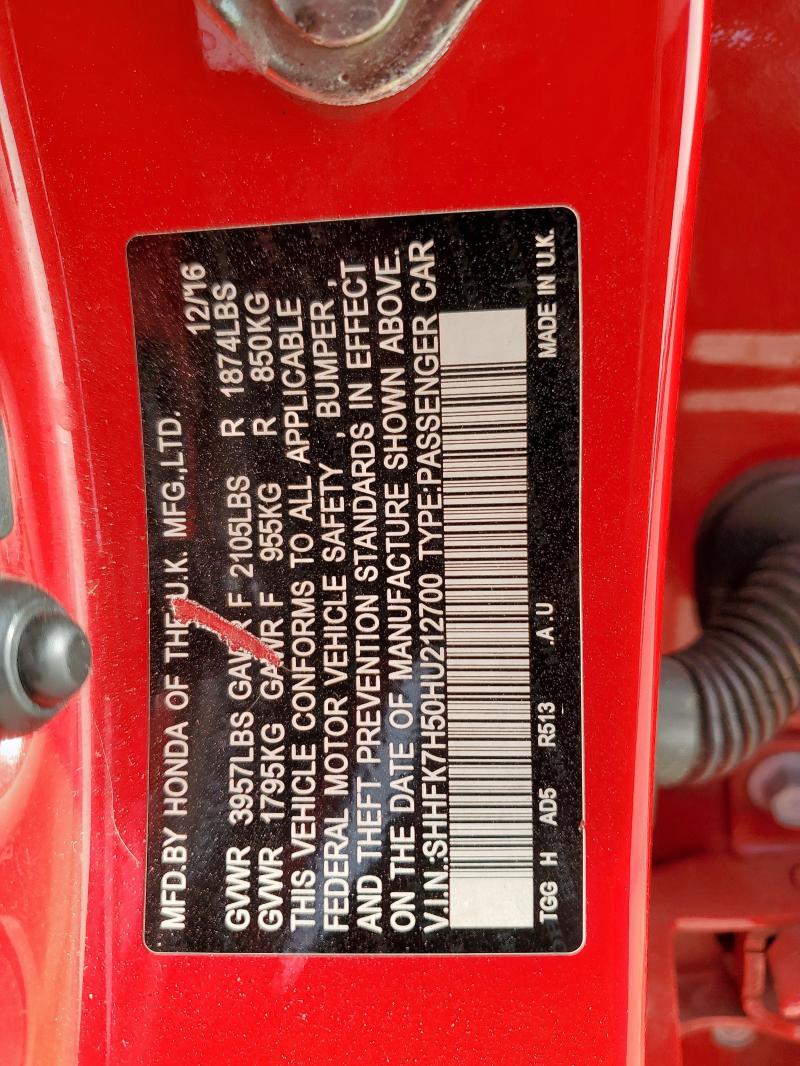 MFD.BY HONDA OF THE U.K. MFG.,LTD. 12/16
GVWR 3957LBS GAWR F 2105LBS R 1874LBS
GVWR 1795KG GAWR F 955KG R 850KG
THIS VEHICLE CONFORMS TO ALL APPLICABLE
FEDERAL MOTOR VEHICLE SAFETY , BUMPER ,
AND THEFT PREVENTION STANDARDS IN EFFECT
ON THE DATE OF MANUFACTURE SHOWN ABOVE.
V.I.N.:SHHFK7H50HU212700 TYPE:PASSENGER CAR
TGG H AD5 R513 .A.U MADE IN U.K.